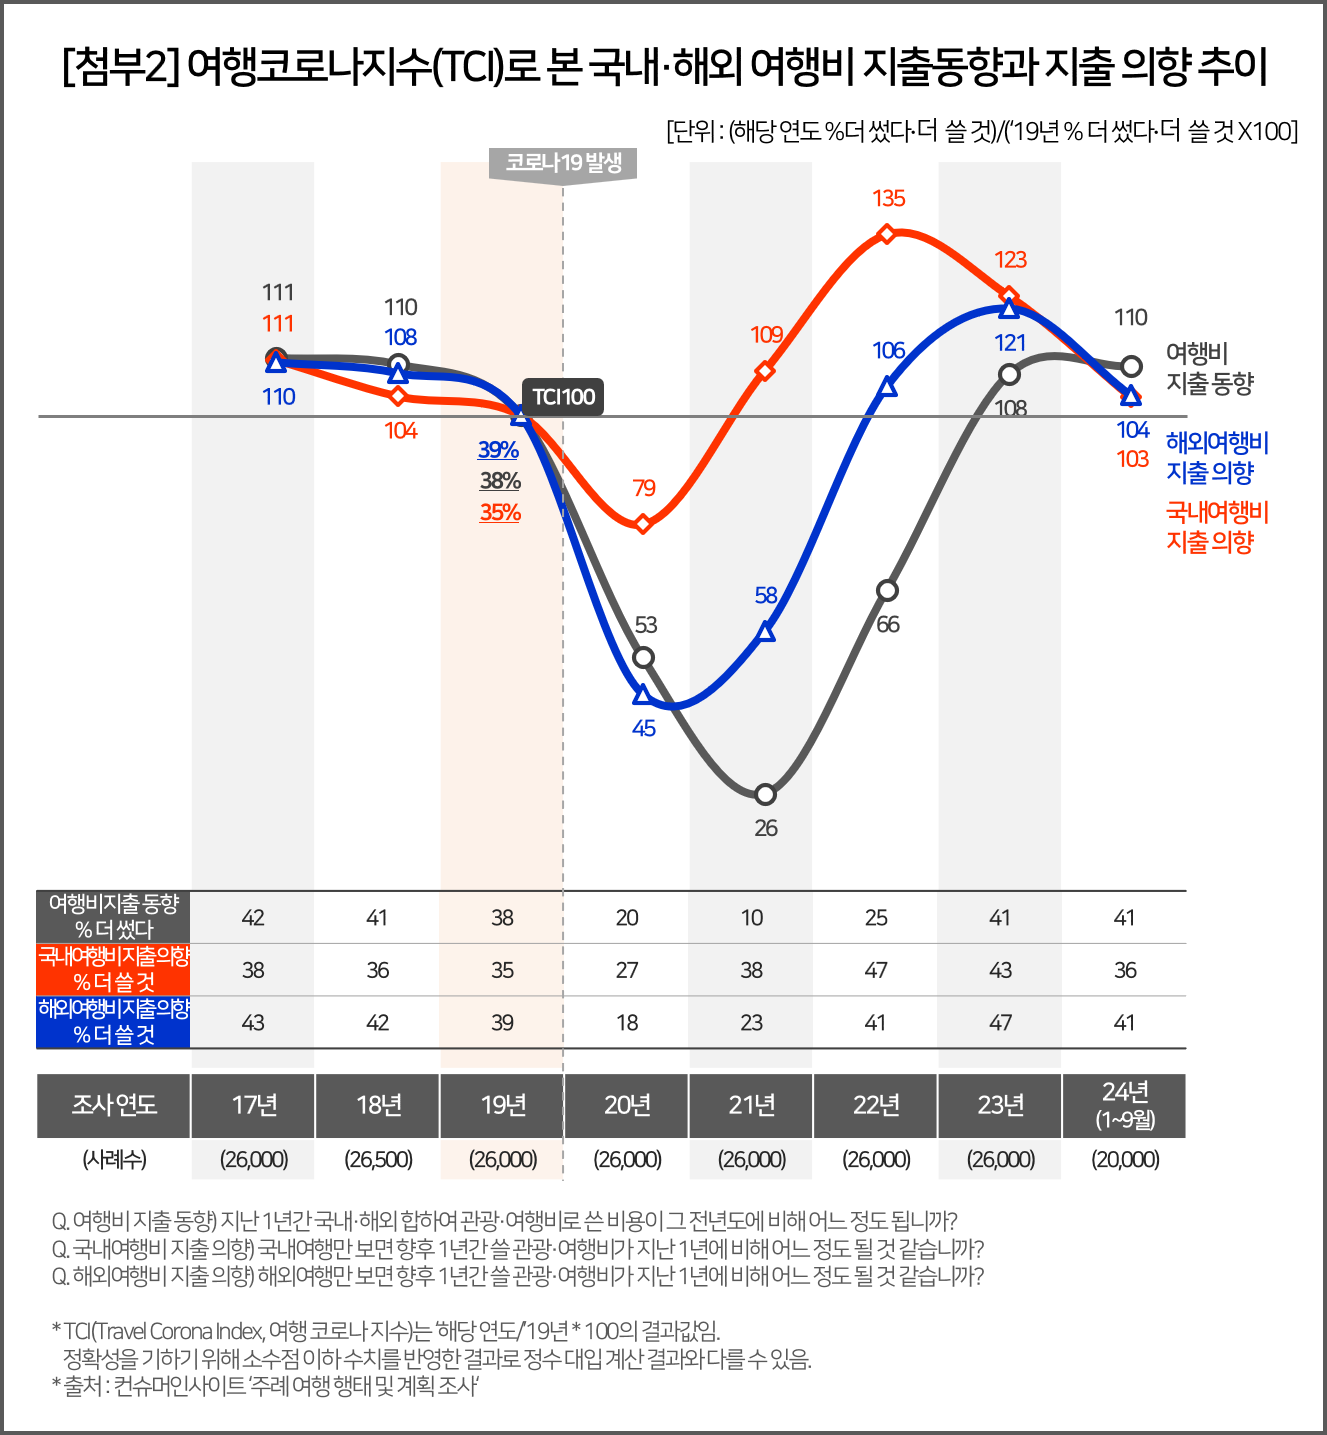 [첨부2] 여행코로나지수(TCI)로 본 국내·해외 여행비 지출동향과 지출 의향 추이
[단위 : (해당 연도 %더 썼다·더 쓸 것)/('19년 % 더 썼다·더 쓸 것 X100]
코로나19 발생
135
123
111
110
110
111
108
109
106
121
여행비
지출 동향
110
104
TCI100
108
104
103
해외여행비
지출 의향
39%
38%
35%
79
국내여행비
지출 의향
53
58
66
45
26
여행비지출 동향
% 더 썼다
42 41 38 20 10 25 41 41
국내여행비지출의향
% 더 쓸 것
38 36 35 27 38 47 43 36
해외여행비지출의향
% 더 쓸 것
43 42 39 18 23 41 47 41
조사 연도 17년 18년 19년 20년 21년 22년 23년 24년
(1~9월)
(사례수) (26,000) (26,500) (26,000) (26,000) (26,000) (26,000) (26,000) (20,000)
Q. 여행비 지출 동향) 지난 1년간 국내·해외 합하여 관광·여행비로 쓴 비용이 그 전년도에 비해 어느 정도 됩니까?
Q. 국내여행비 지출 의향) 국내여행만 보면 향후 1년간 쓸 관광·여행비가 지난 1년에 비해 어느 정도 될 것 같습니까?
Q. 해외여행비 지출 의향) 해외여행만 보면 향후 1년간 쓸 관광·여행비가 지난 1년에 비해 어느 정도 될 것 같습니까?
* TCI(Travel Corona Index, 여행 코로나 지수)는 '해당 연도/'19년 * 100의 결과값임.
정확성을 기하기 위해 소수점 이하 수치를 반영한 결과로 정수 대입 계산 결과와 다를 수 있음.
* 출처 : 컨슈머인사이트 '주례 여행 행태 및 계획 조사'